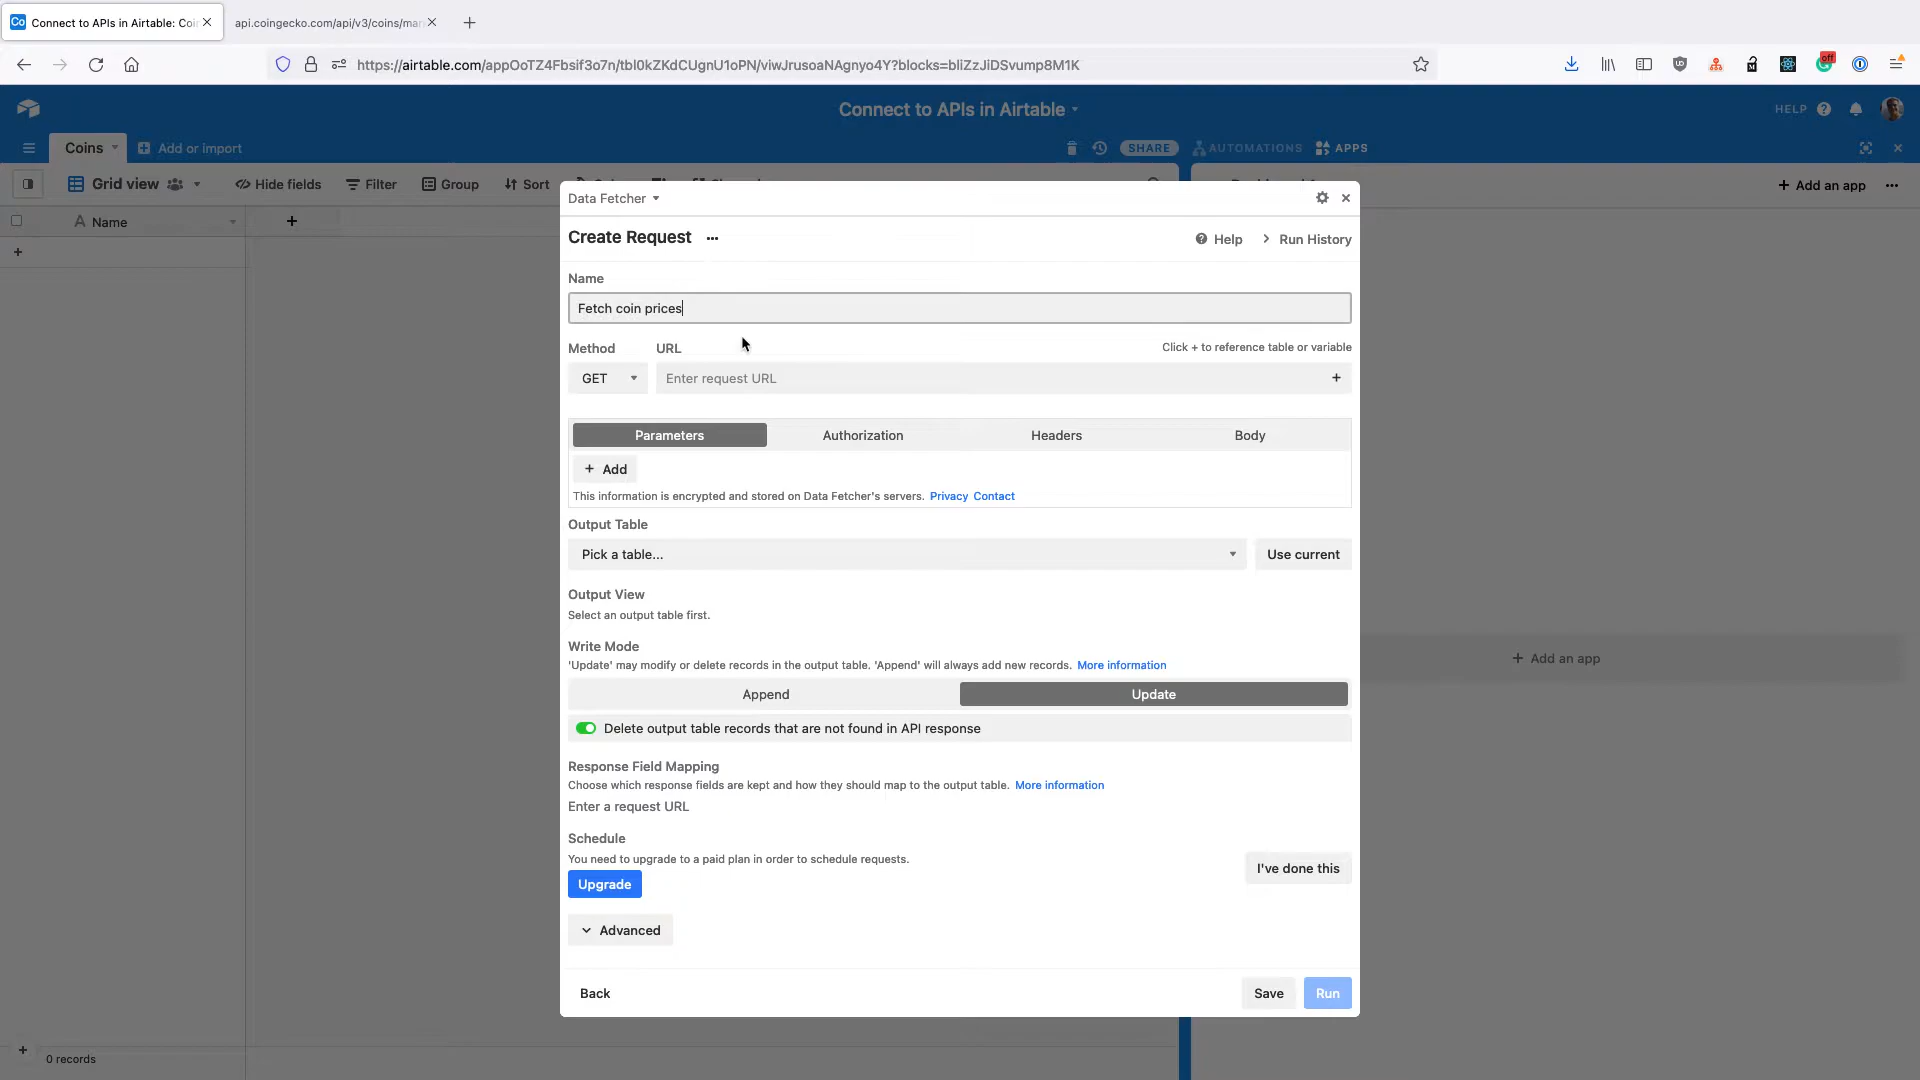 Connect to APIs in Airtable: Coi
api.coingecko.com/api/v3/coins/mar
https://airtable.com/appOoTZ4Fbsif3o7n/tbl0kZKdCUgnU1oPN/viwJrusoaNAgnyo4Y?blocks=bliZzJiDSvump8M1K
off
Connect to APIs in Airtable
HELP
Coins
Add or import
SHARE
AUTOMATIONS
APPS
Grid view
Hide fields
Filter
Group
Sort
Add an app
Name
Data Fetcher
Create Request
Help
Run History
Name
Fetch coin prices
Method
URL
Click + to reference table or variable
GET
Enter request URL
Parameters
Authorization
Headers
Body
+ Add
This information is encrypted and stored on Data Fetcher's servers. Privacy Contact
Output Table
Pick a table...
Use current
Output View
Select an output table first.
Write Mode
'Update' may modify or delete records in the output table. 'Append' will always add new records. More information
Append
Update
Delete output table records that are not found in API response
Response Field Mapping
Choose which response fields are kept and how they should map to the output table. More information
Enter a request URL
Schedule
You need to upgrade to a paid plan in order to schedule requests.
I've done this
Upgrade
Advanced
Back
Save
Run
+ Add an app
0 records